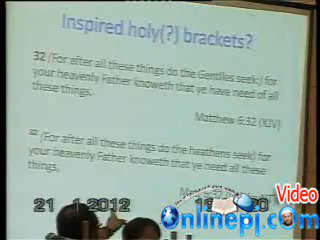 Inspired holy(?) brackets?
32 (For after all these things do the Gentiles seek:) for
your heavenly Father knoweth that ye have need of all
these things.
Matthew 6:32 (KJV)
32 (For after all these things do the heathens seek) for
your heavenly Father knoweth that ye need all these
things,
21 1-2012
Video
Onlinepj.com